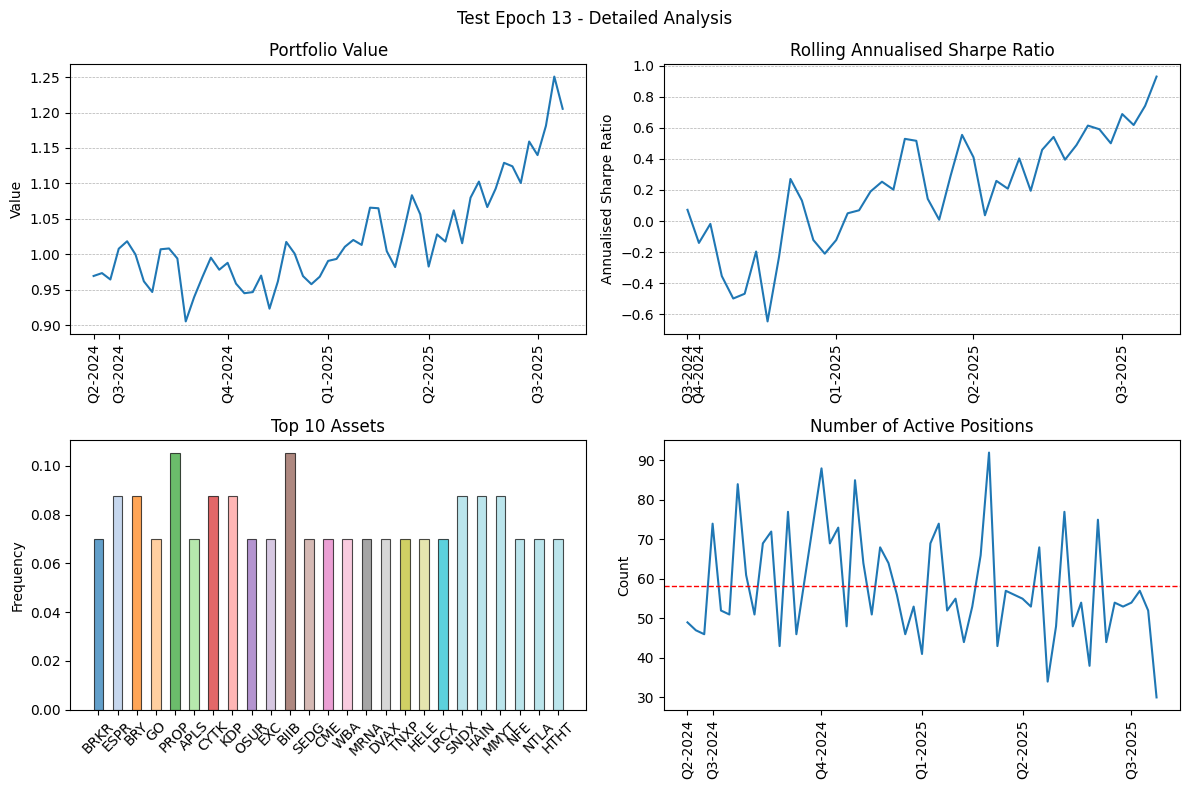 Test Epoch 13 - Detailed Analysis
Portfolio Value
Value
1.25
1.20
1.15
1.10
1.05
1.00
0.95
0.90
Q2-2024
Q3-2024
Q4-2024
Q1-2025
Q2-2025
Q3-2025
Rolling Annualised Sharpe Ratio
Annualised Sharpe Ratio
1.0
0.8
0.6
0.4
0.2
0.0
−0.2
−0.4
−0.6
Q3-2024
Q4-2024
Q1-2025
Q2-2025
Q3-2025
Top 10 Assets
Frequency
0.10
0.08
0.06
0.04
0.02
0.00
BRKR
ESPR
BRY
GO
PROP
APLS
CYTK
KDP
OSUR
EXC
BIIB
SEDG
CME
WBA
MRNA
DVAX
TNXP
HELE
LRCX
SNDX
HAIN
MMYT
NFE
NTLA
HTHT
Number of Active Positions
Count
90
80
70
60
50
40
30
Q2-2024
Q3-2024
Q4-2024
Q1-2025
Q2-2025
Q3-2025